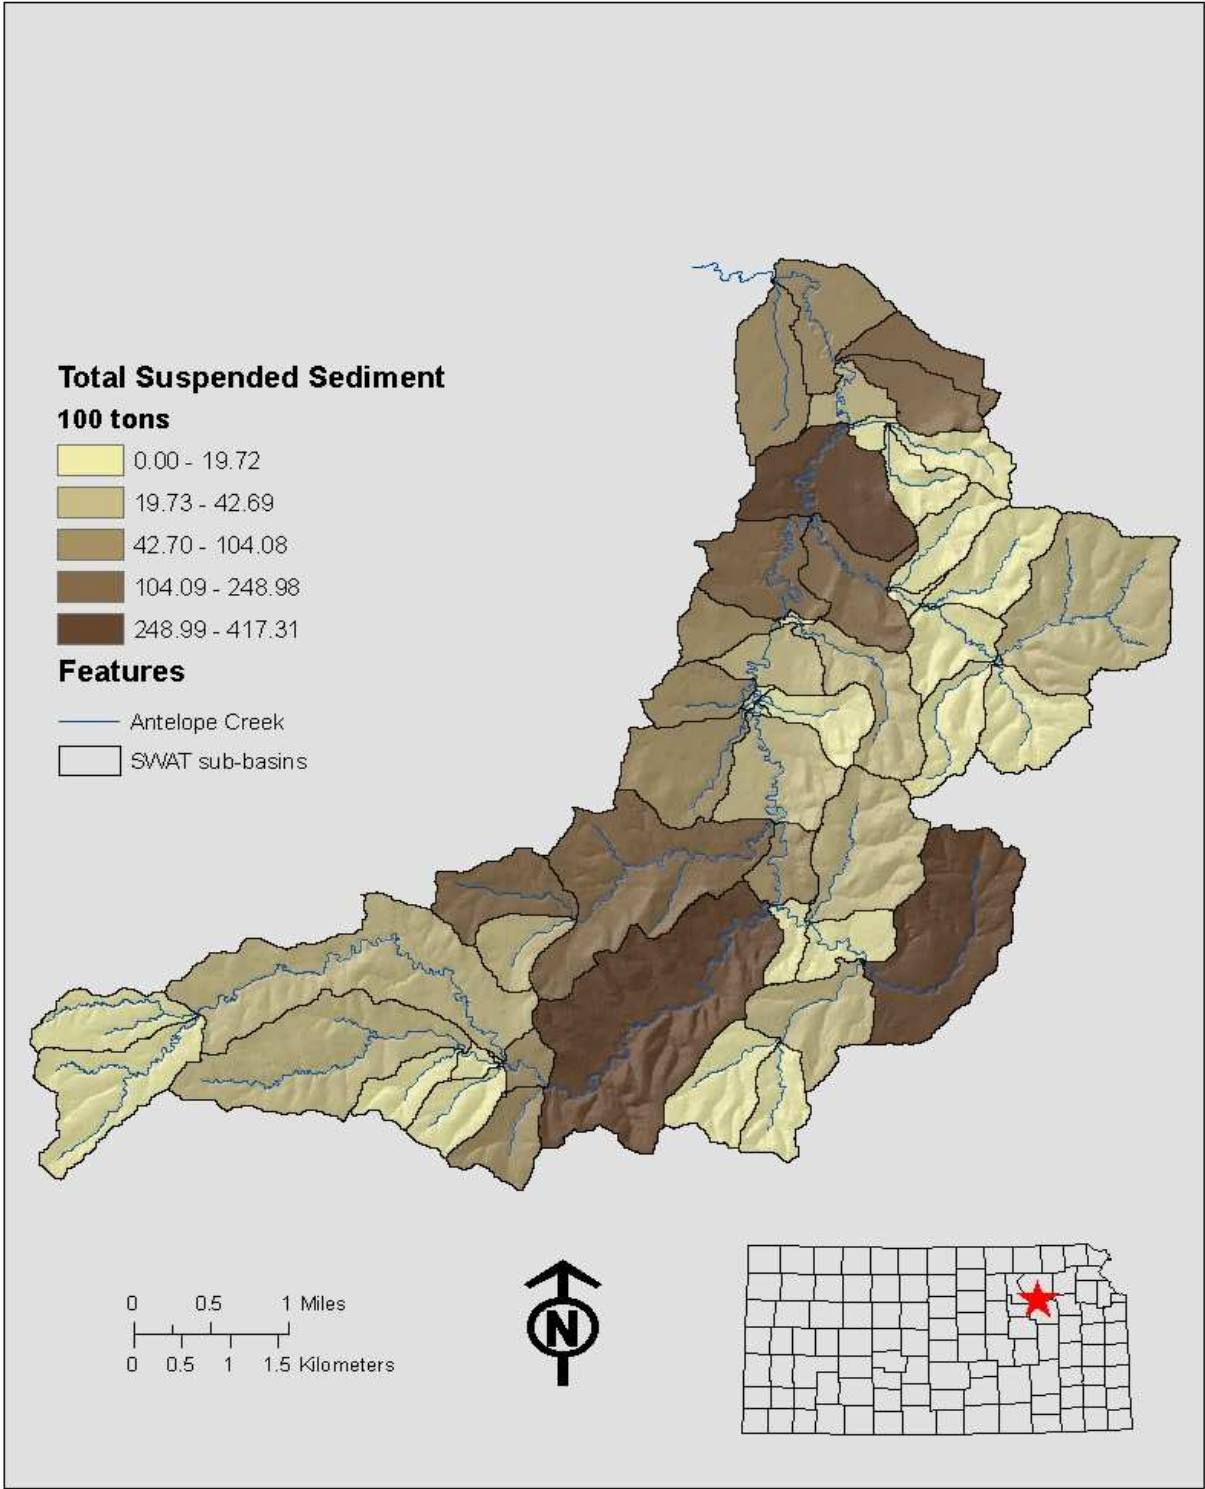 Total Suspended Sediment
100 tons
0.00 - 19.72
19.73 - 42.69
42.70 - 104.08
104.09 - 248.98
248.99 - 417.31
Features
Antelope Creek
SWAT sub-basins
0 0.5 1 Miles
0 0.5 1 1.5 Kilometers
N